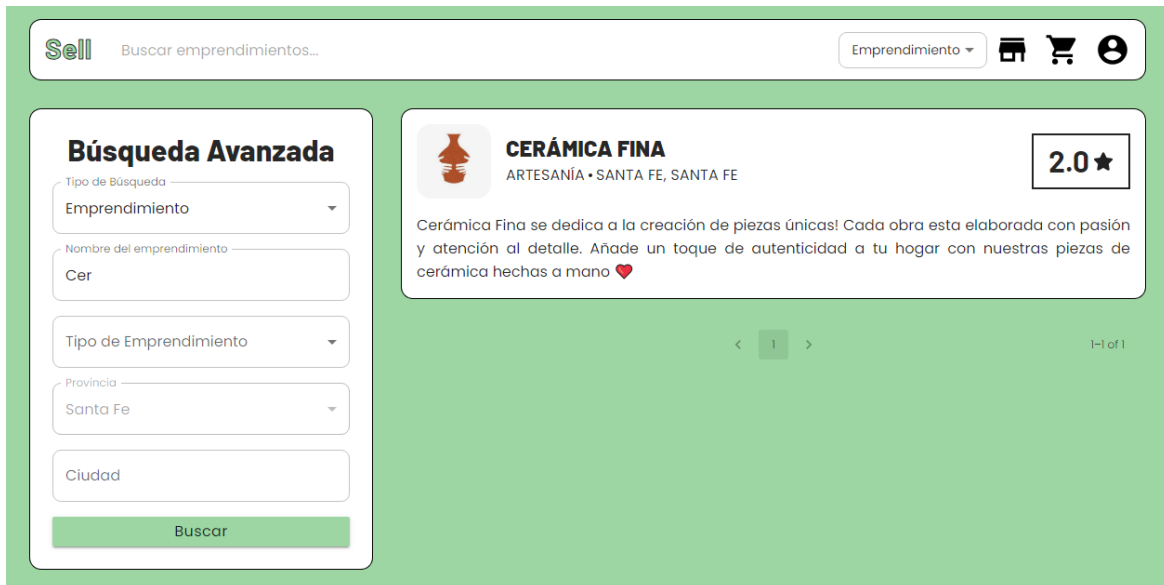 Sell
Buscar emprendimientos...
Emprendimiento
Búsqueda Avanzada
Tipo de Búsqueda
Emprendimiento
Nombre del emprendimiento
Cer
Tipo de Emprendimiento
Provincia
Santa Fe
Ciudad
Buscar
CERÁMICA FINA
ARTESANÍA • SANTA FE, SANTA FE
2.0 ★
Cerámica Fina se dedica a la creación de piezas únicas! Cada obra esta elaborada con pasión
y atención al detalle. Añade un toque de autenticidad a tu hogar con nuestras piezas de
cerámica hechas a mano ❤️
1
1–1 of 1